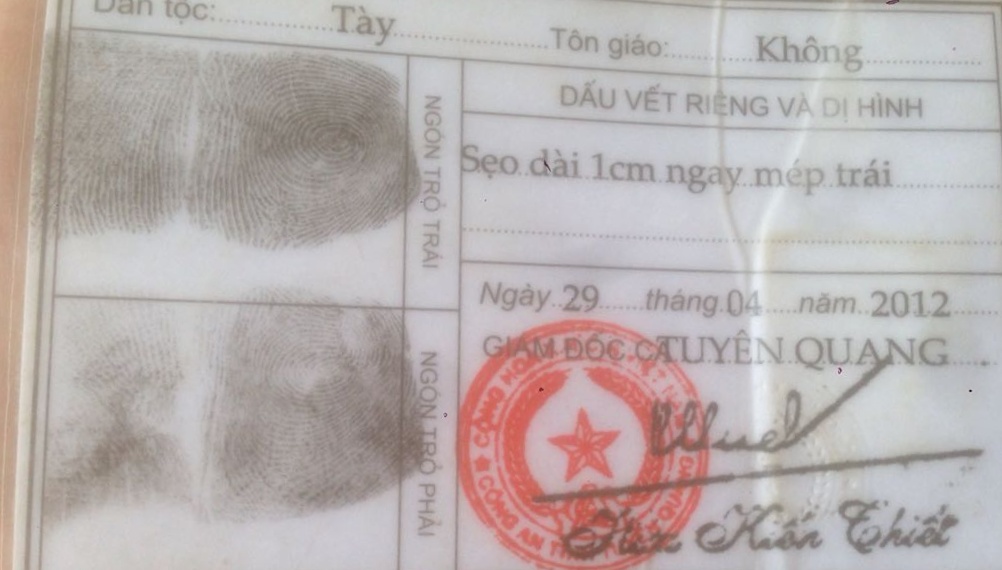 Dân tộc: Tày Tôn giáo: Không
DẤU VẾT RIÊNG VÀ DỊ HÌNH
NGÓN TRỎ TRÁI
Sẹo dài 1cm ngay mép trái
Ngày 29 tháng 04 năm 2012
GIÁM ĐỐC CA TUYÊN QUANG
NGÓN TRỎ PHẢI
CỘNG HÒA
CÔNG AN
Kiến Thiết